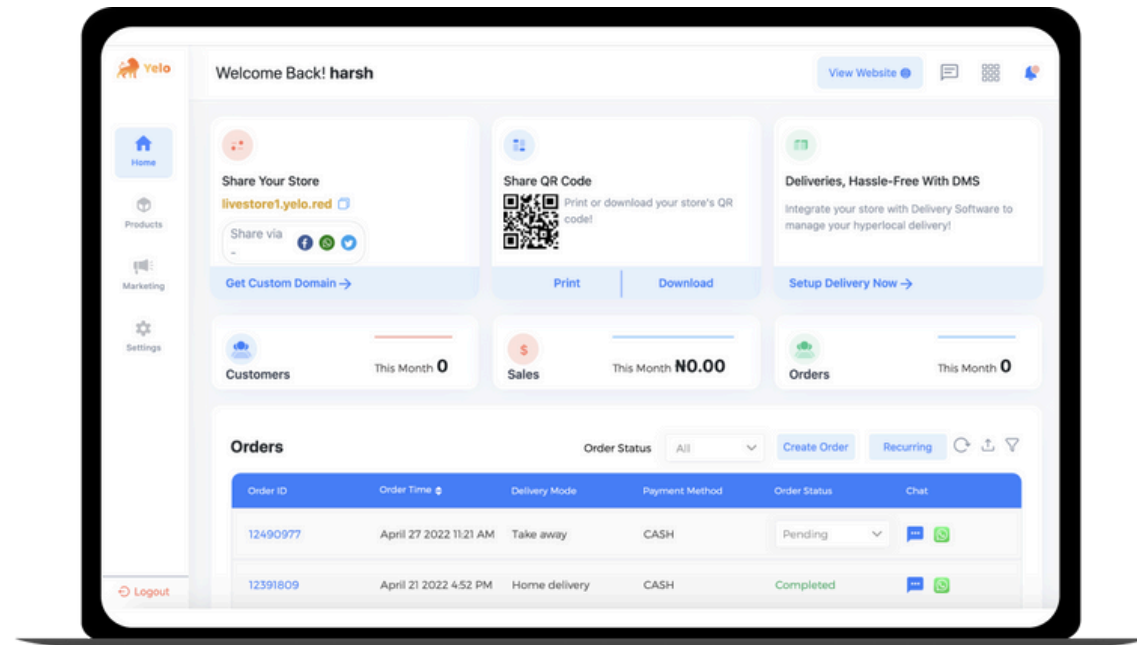 Yelo
Welcome Back! harsh
View Website
Home
Products
Marketing
Settings
Logout
Share Your Store
livestore1.yelo.red
Share via
-
Get Custom Domain →
Share QR Code
Print or download your store's QR
code!
Print
Download
Deliveries, Hassle-Free With DMS
Integrate your store with Delivery Software to
manage your hyperlocal delivery!
Setup Delivery Now →
Customers
This Month 0
$
Sales
This Month ₦0.00
Orders
This Month 0
Orders
Order Status All
Create Order
Recurring
Order ID Order Time Delivery Mode Payment Method Order Status Chat
12490977 April 27 2022 11:21 AM Take away CASH Pending
12391809 April 21 2022 4:52 PM Home delivery CASH Completed